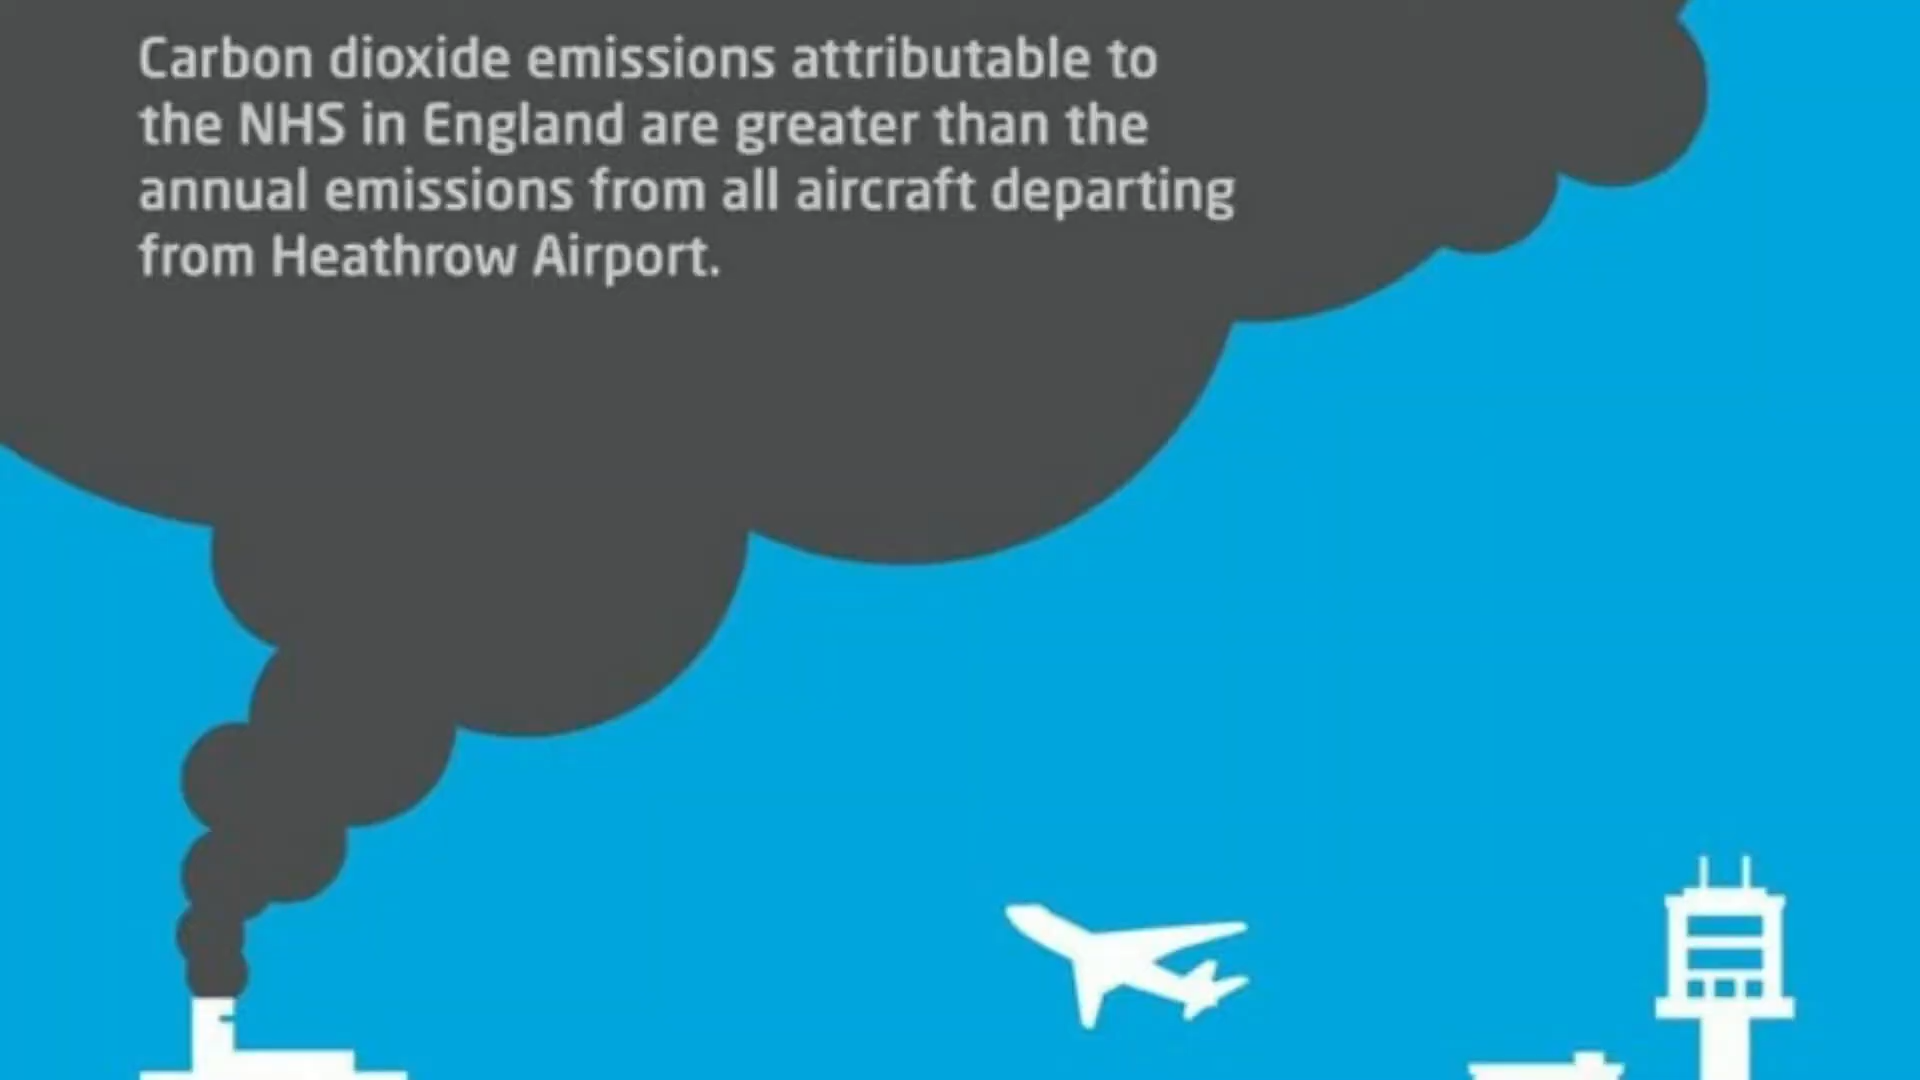 Carbon dioxide emissions attributable to
the NHS in England are greater than the
annual emissions from all aircraft departing
from Heathrow Airport.